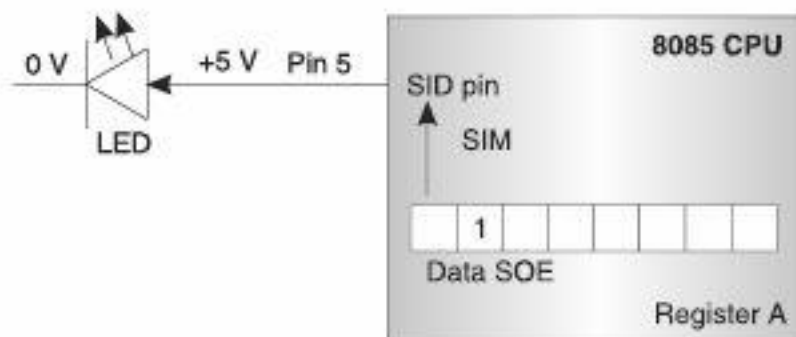 8085 CPU
0 V
+5 V
Pin 5
SID pin
LED
SIM
1
Data SOE
Register A